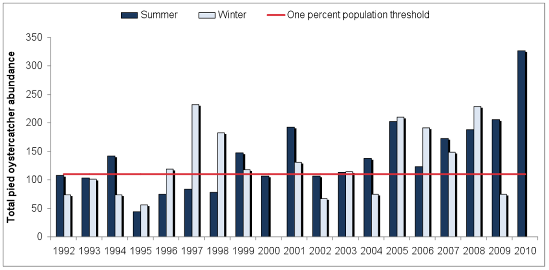 Summer Winter One percent population threshold
Total pied oystercatcher abundance
350
300
250
200
150
100
50
0
1992 1993 1994 1995 1996 1997 1998 1999 2000 2001 2002 2003 2004 2005 2006 2007 2008 2009 2010